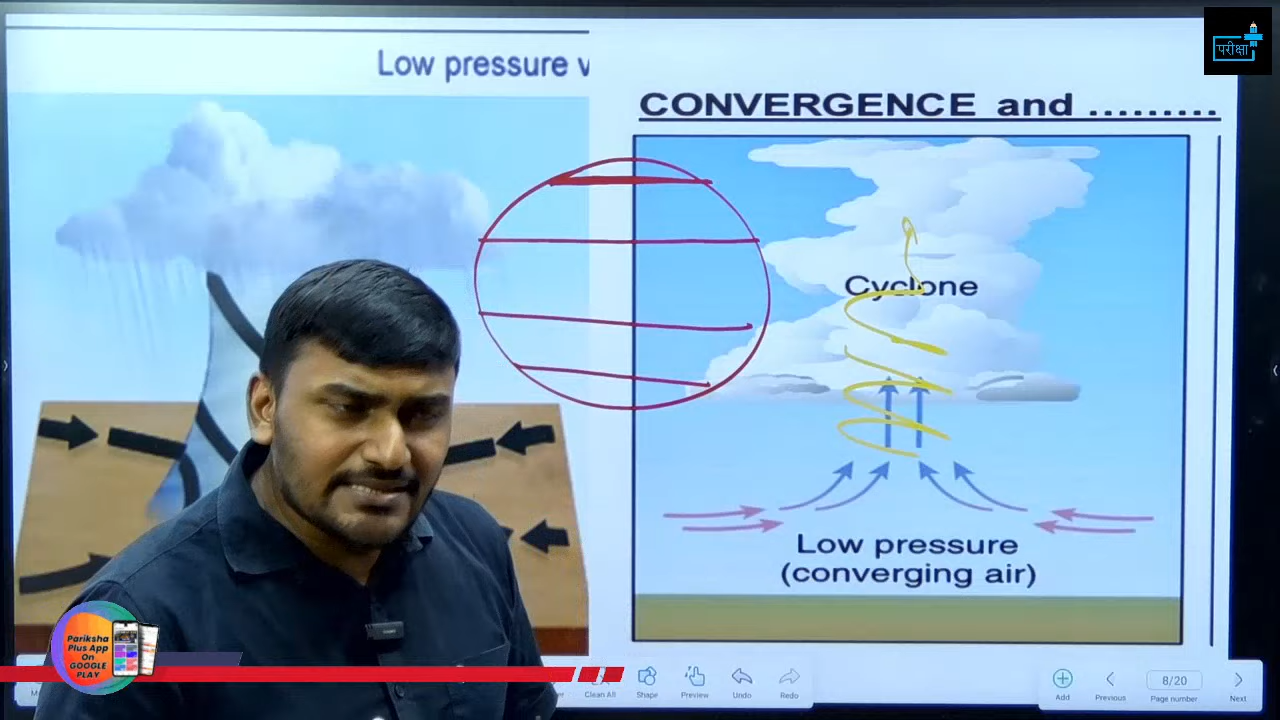 परीक्षा
Low pressure
CONVERGENCE and .........
Cyclone
Low pressure
(converging air)
Pariksha
Plus App
On
GOOGLE
PLAY
Clean All
Shape
Preview
Undo
Redo
Add
Previous
8/20
Page number
Next